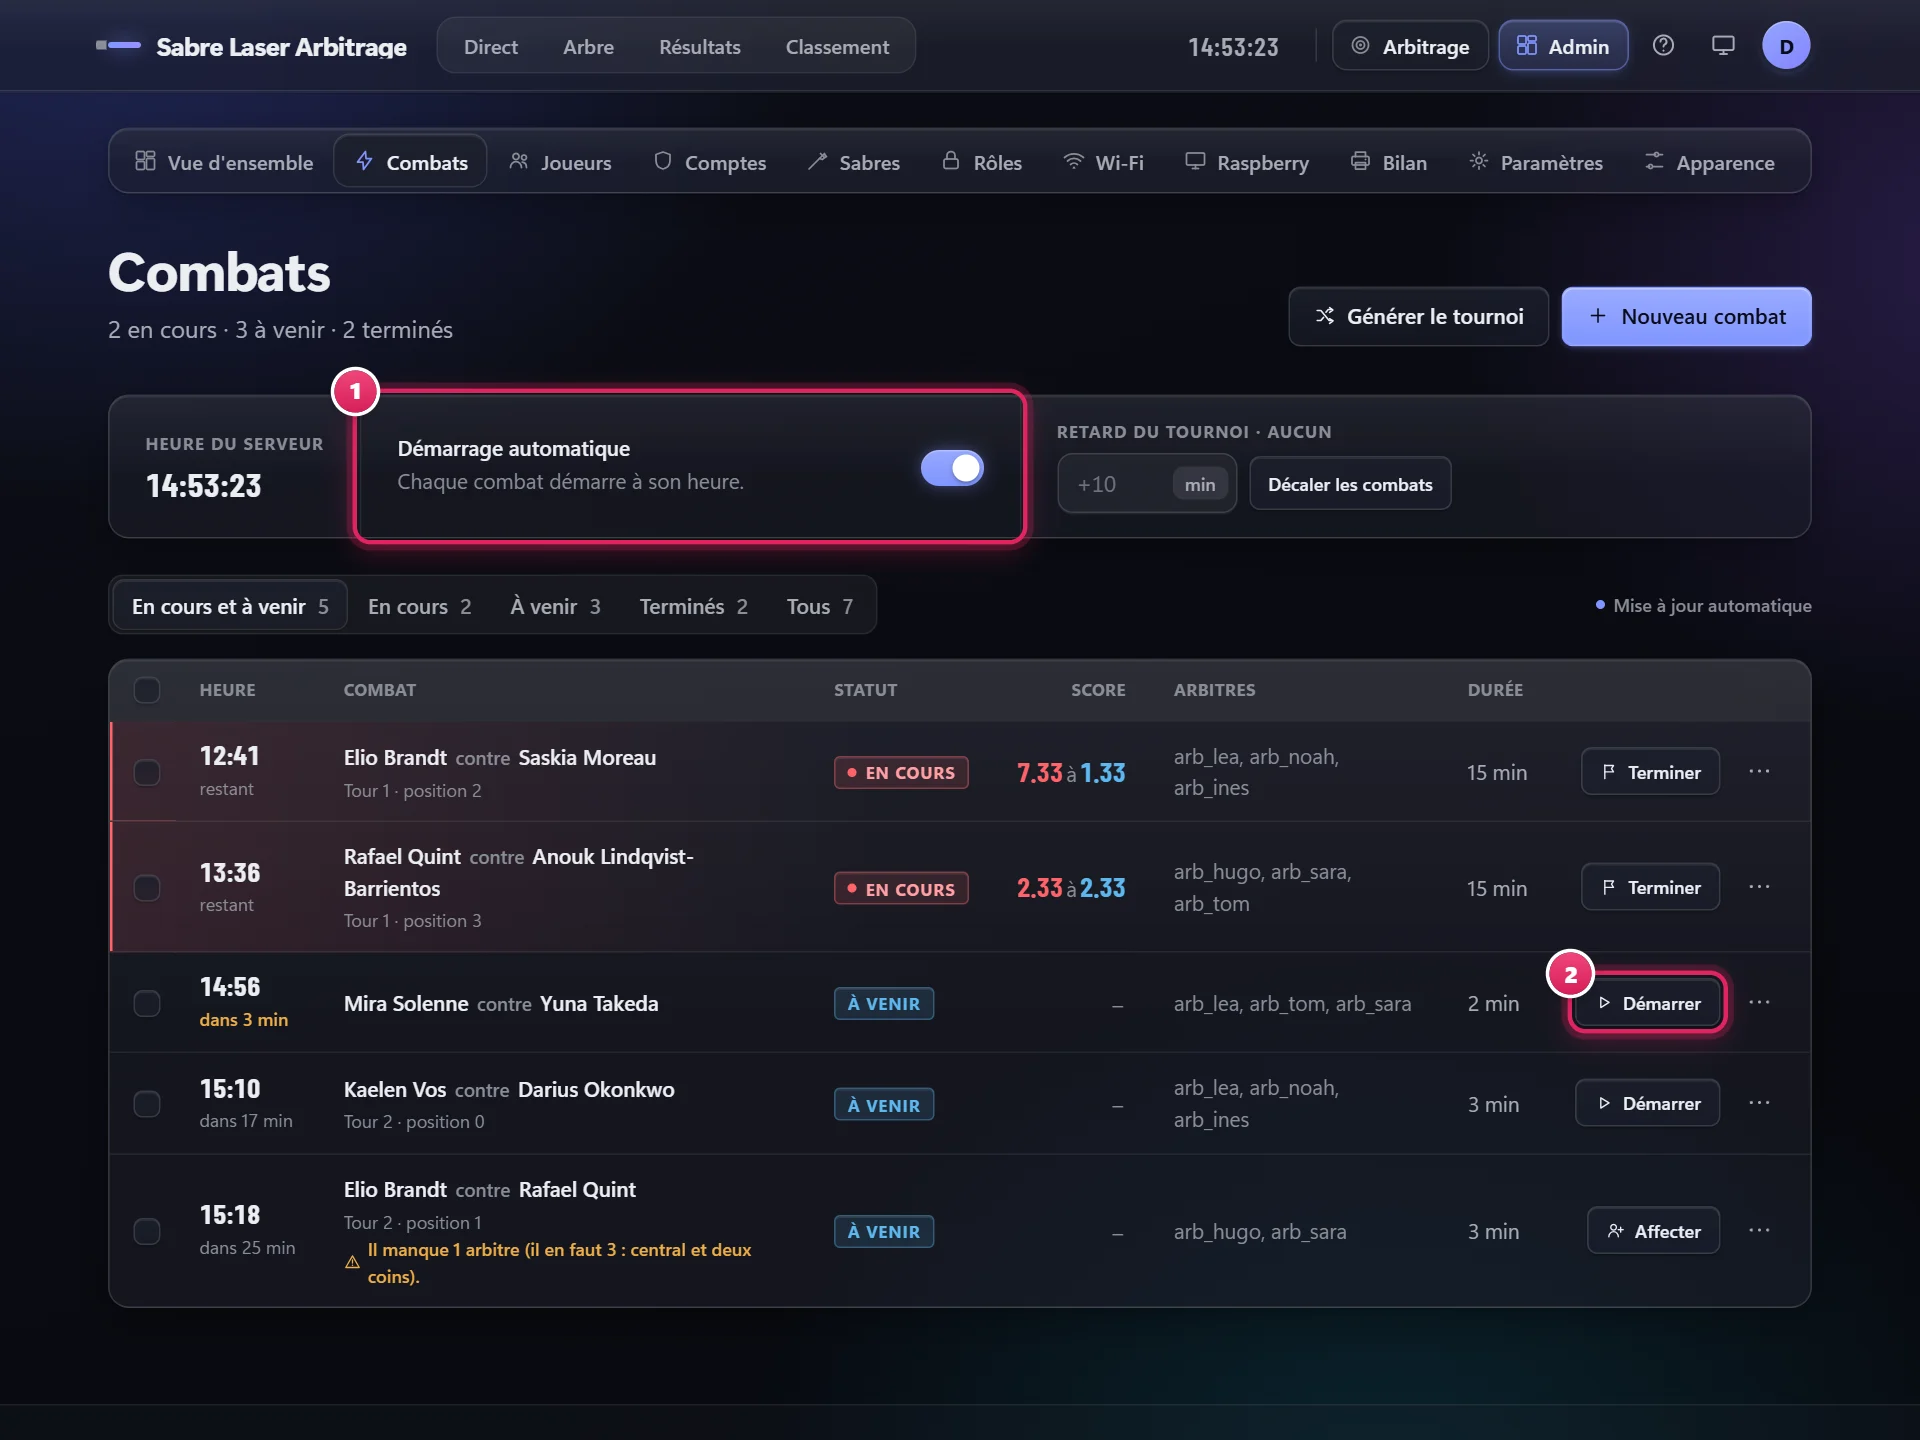 Sabre Laser Arbitrage
Direct
Arbre
Résultats
Classement
14:53:23
Arbitrage
Admin
D
Vue d'ensemble
Combats
Joueurs
Comptes
Sabres
Rôles
Wi-Fi
Raspberry
Bilan
Paramètres
Apparence
Combats
2 en cours · 3 à venir · 2 terminés
Générer le tournoi
Nouveau combat
1
HEURE DU SERVEUR
14:53:23
Démarrage automatique
Chaque combat démarre à son heure.
RETARD DU TOURNOI · AUCUN
+10 min
Décaler les combats
En cours et à venir 5
En cours 2
À venir 3
Terminés 2
Tous 7
Mise à jour automatique
HEURE COMBAT STATUT SCORE ARBITRES DURÉE
12:41
restant
Elio Brandt contre Saskia Moreau
Tour 1 · position 2
EN COURS
7.33 à 1.33
arb_lea, arb_noah,
arb_ines
15 min
Terminer
13:36
restant
Rafael Quint contre Anouk Lindqvist-
Barrientos
Tour 1 · position 3
EN COURS
2.33 à 2.33
arb_hugo, arb_sara,
arb_tom
15 min
Terminer
14:56
dans 3 min
Mira Solenne contre Yuna Takeda
À VENIR
–
arb_lea, arb_tom, arb_sara
2 min
2
Démarrer
15:10
dans 17 min
Kaelen Vos contre Darius Okonkwo
Tour 2 · position 0
À VENIR
–
arb_lea, arb_noah,
arb_ines
3 min
Démarrer
15:18
dans 25 min
Elio Brandt contre Rafael Quint
Tour 2 · position 1
Il manque 1 arbitre (il en faut 3 : central et deux
coins).
À VENIR
–
arb_hugo, arb_sara
3 min
Affecter